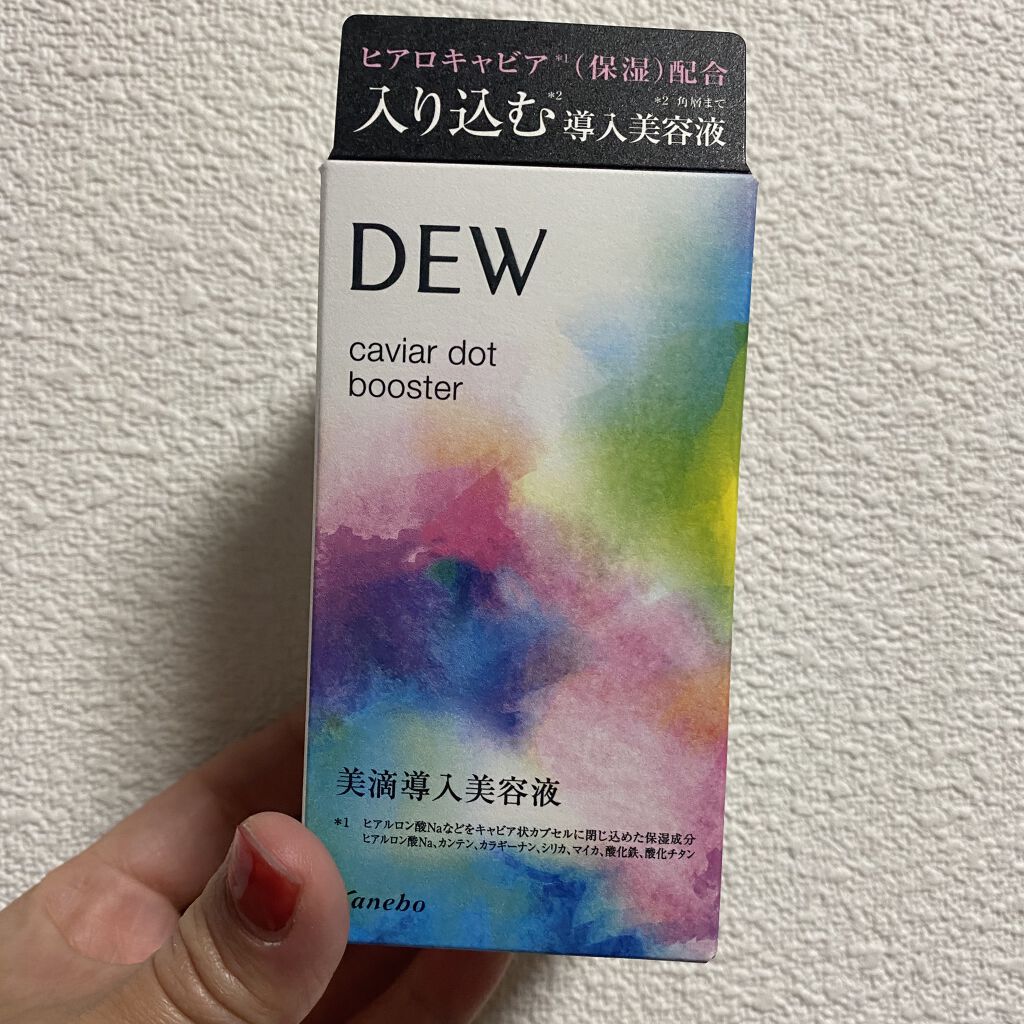 ヒアロキャビア*1(保湿)配合
入り込む*2 導入美容液
*2 角層まで
DEW
caviar dot
booster
美滴導入美容液
*1 ヒアルロン酸Naなどをキャビア状カプセルに閉じ込めた保湿成分
ヒアルロン酸Na、カンテン、カラギーナン、シリカ、マイカ、酸化鉄、酸化チタン
Kanebo